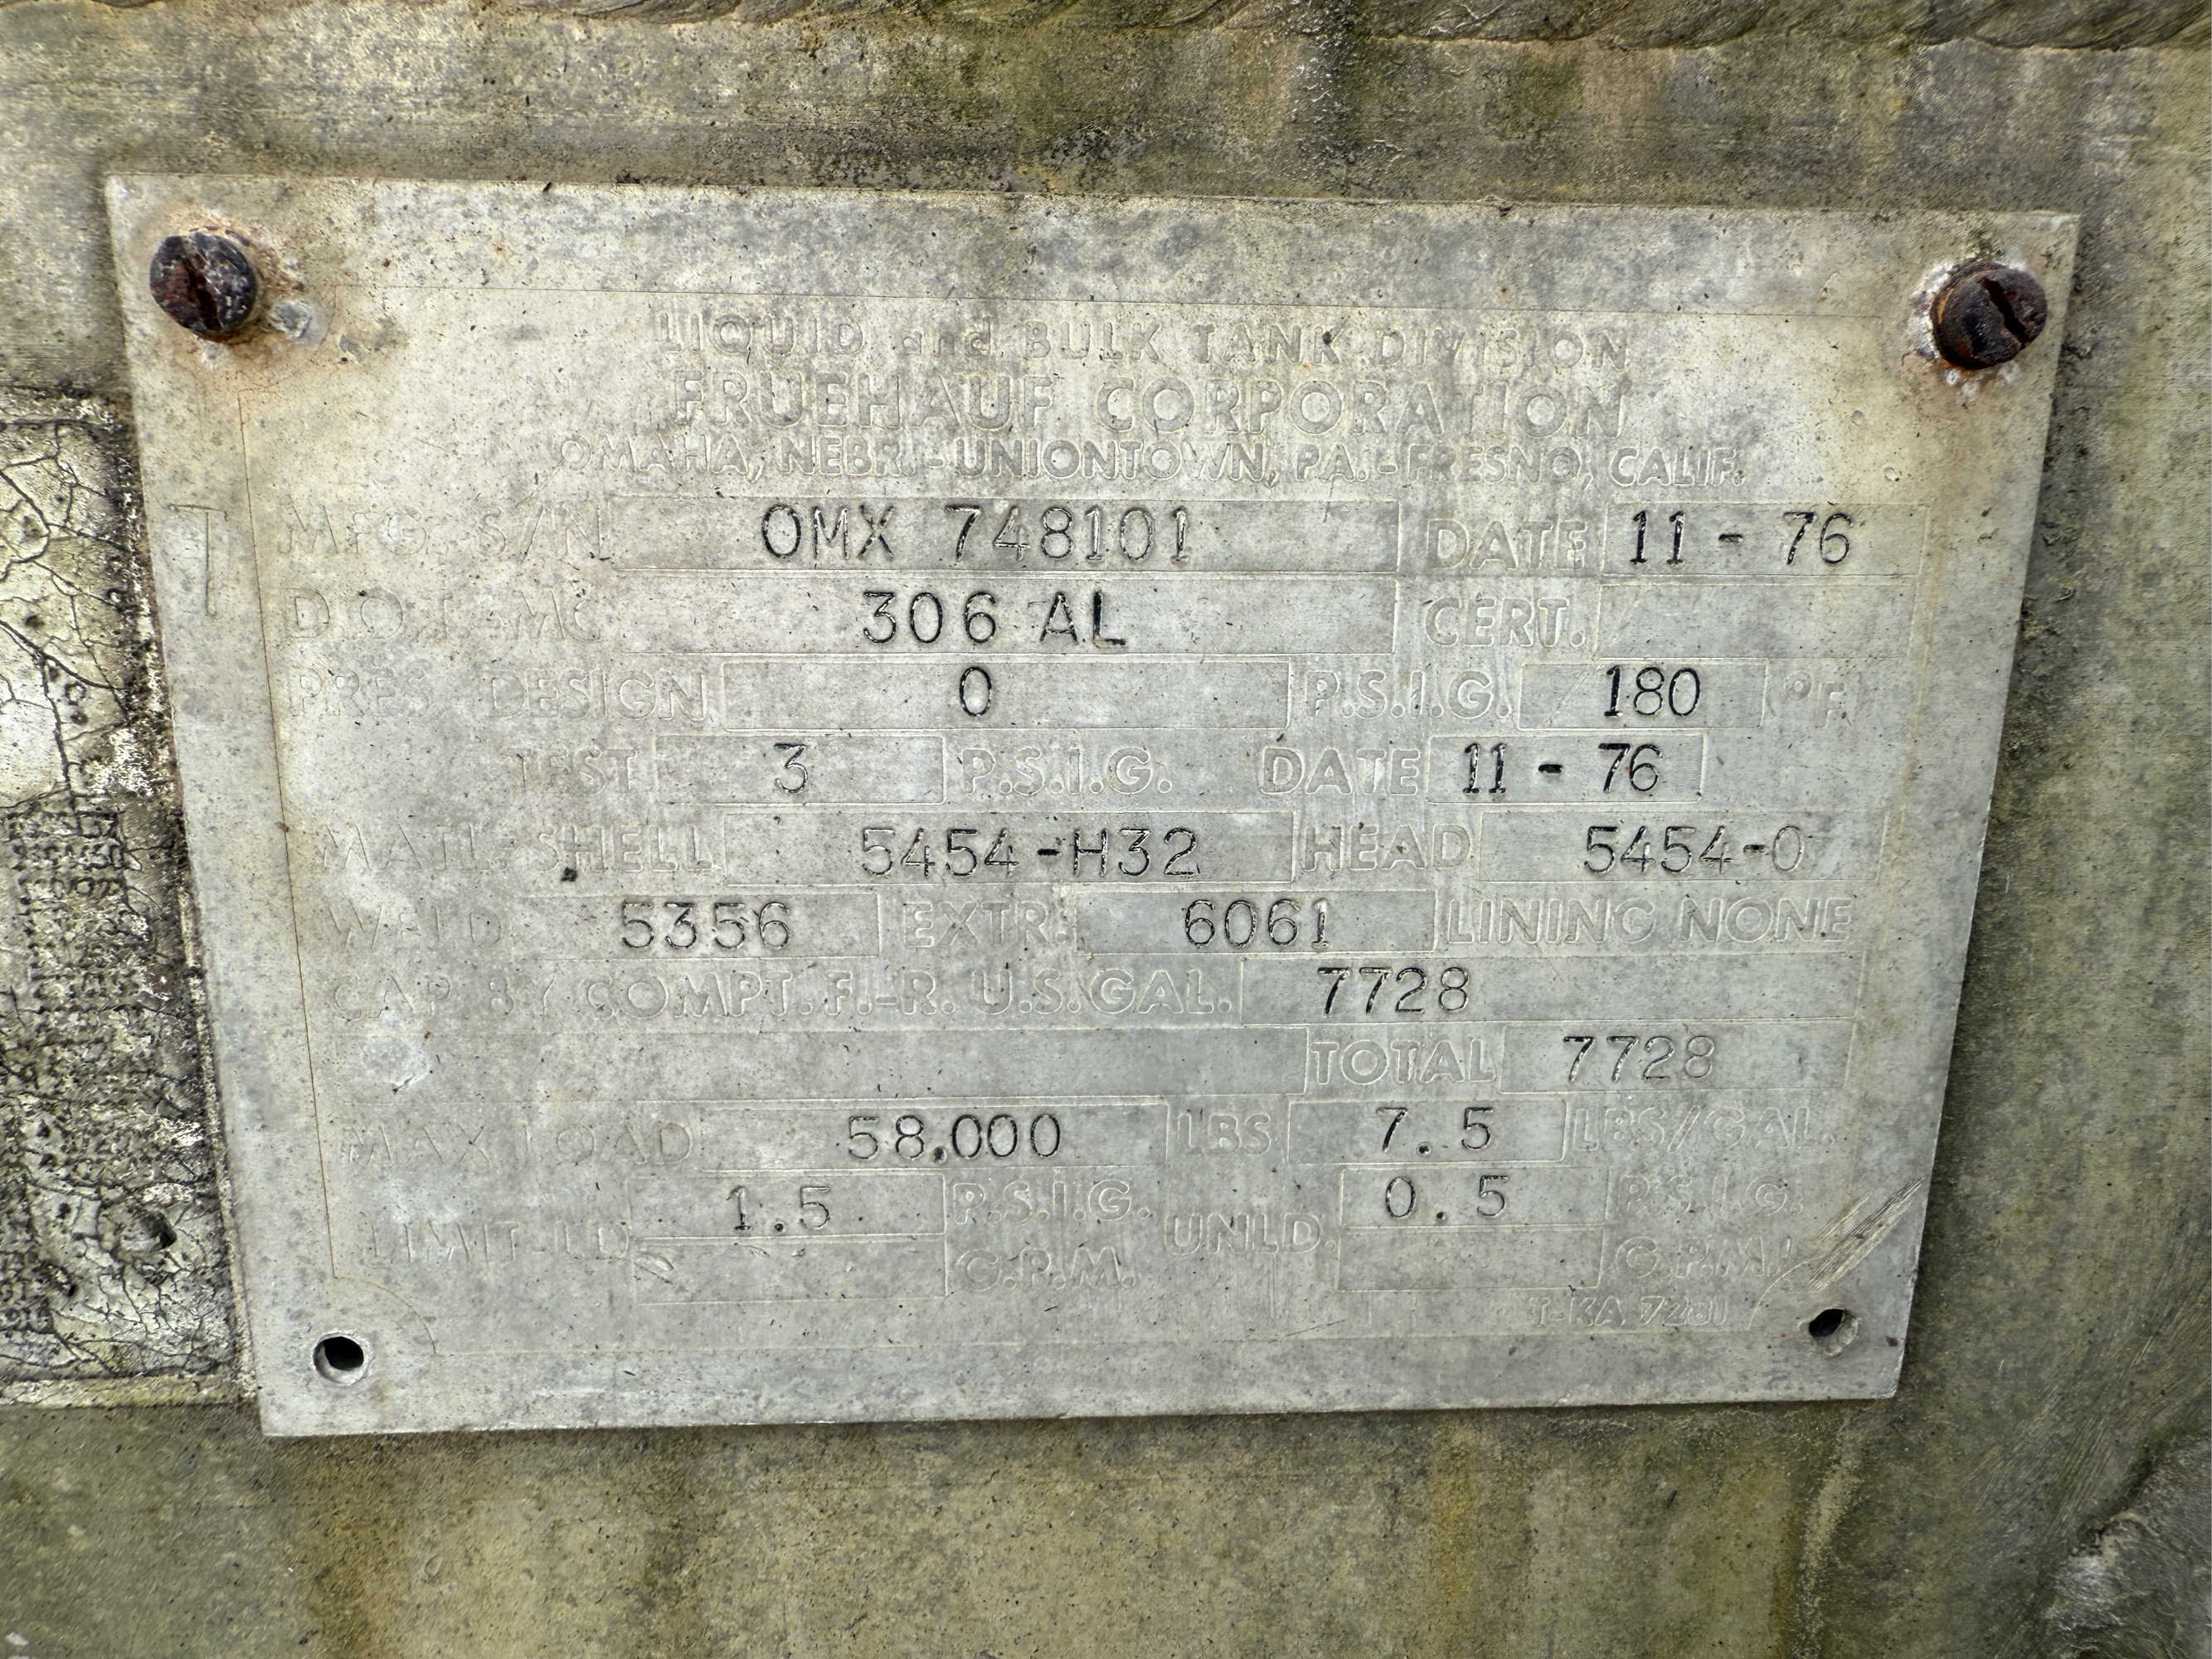 LIQUID and BULK TANK DIVISION
FRUEHAUF CORPORATION
OMAHA, NEBR.-UNIONTOWN, PA.-FRESNO, CALIF.
MFG. S/N OMX 748101 DATE 11 - 76
D.O.T.-MC 306 AL CERT.
PRES. DESIGN 0 P.S.I.G. 180 °F
TEST 3 P.S.I.G. DATE 11 - 76
MATL. SHELL 5454-H32 HEAD 5454-0
WELD 5356 EXTR. 6061 LINING NONE
CAP. BY COMPT. F.-R. U.S. GAL. 7728
TOTAL 7728
MAX LOAD 58,000 LBS 7.5 LBS/GAL.
LIMIT LD. 1.5 P.S.I.G. UNLD. 0.5 P.S.I.G.
G.P.M. G.P.M.
T-KA 7281